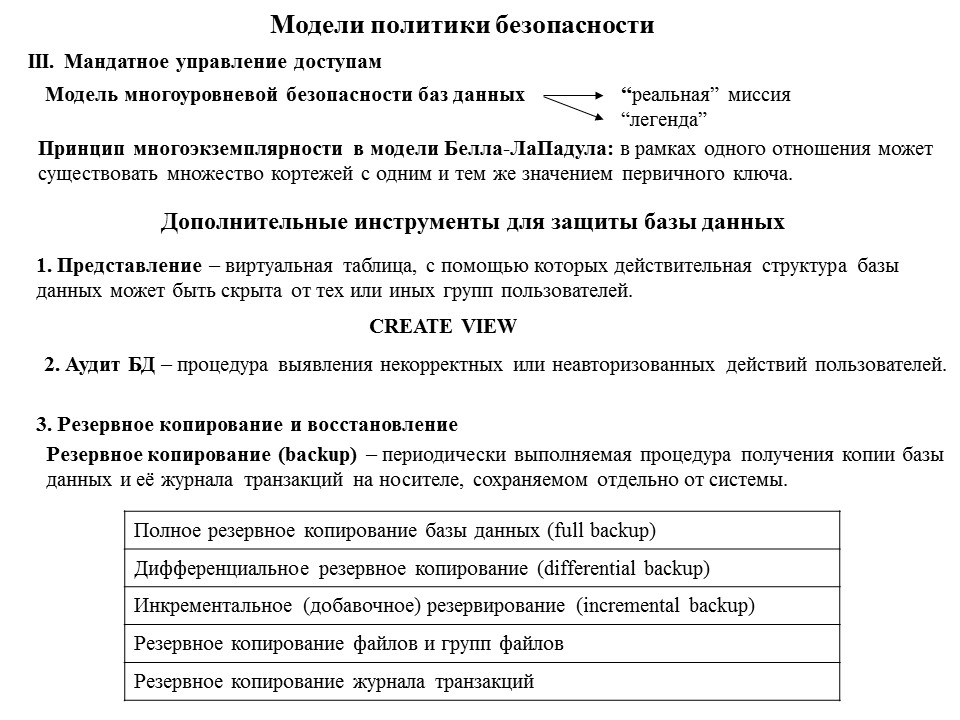 Модели политики безопасности
III. Мандатное управление доступам
Модель многоуровневой безопасности баз данных
“реальная” миссия
“легенда”
Принцип многоэкземплярности в модели Белла-ЛаПадула: в рамках одного отношения может
существовать множество кортежей с одним и тем же значением первичного ключа.
Дополнительные инструменты для защиты базы данных
1. Представление – виртуальная таблица, с помощью которых действительная структура базы
данных может быть скрыта от тех или иных групп пользователей.
CREATE VIEW
2. Аудит БД – процедура выявления некорректных или неавторизованных действий пользователей.
3. Резервное копирование и восстановление
Резервное копирование (backup) – периодически выполняемая процедура получения копии базы
данных и её журнала транзакций на носителе, сохраняемом отдельно от системы.
Полное резервное копирование базы данных (full backup)
Дифференциальное резервное копирование (differential backup)
Инкрементальное (добавочное) резервирование (incremental backup)
Резервное копирование файлов и групп файлов
Резервное копирование журнала транзакций